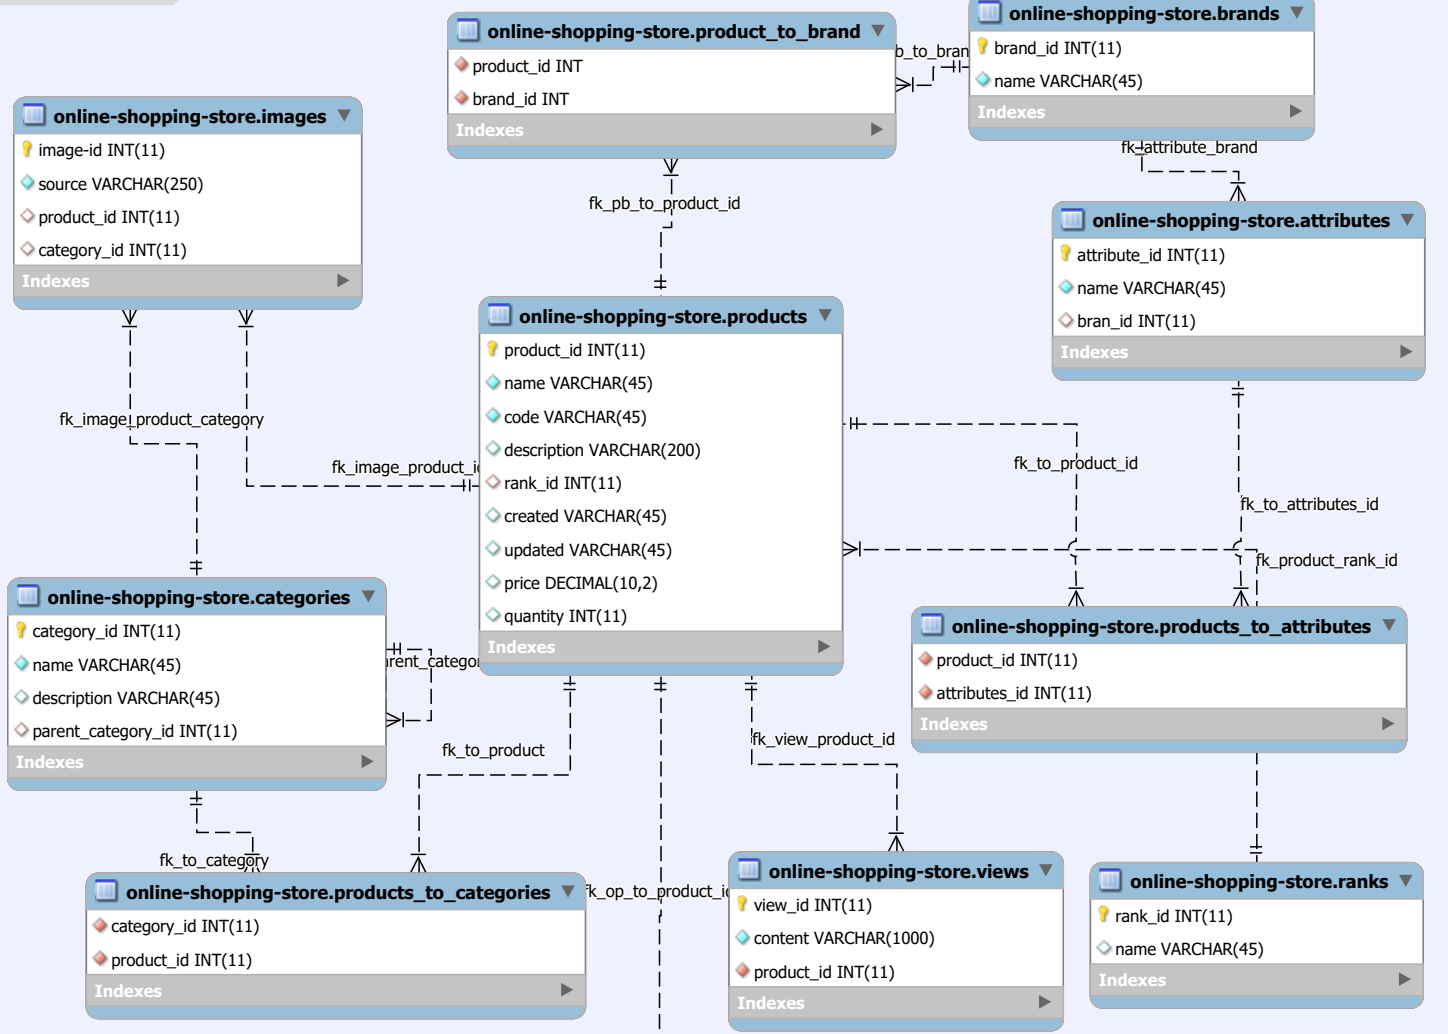 online-shopping-store.product_to_brand
product_id INT
brand_id INT
Indexes
online-shopping-store.brands
brand_id INT(11)
name VARCHAR(45)
Indexes
b_to_bran
fk_attribute_brand
online-shopping-store.images
image-id INT(11)
source VARCHAR(250)
product_id INT(11)
category_id INT(11)
Indexes
fk_pb_to_product_id
online-shopping-store.attributes
attribute_id INT(11)
name VARCHAR(45)
bran_id INT(11)
Indexes
online-shopping-store.products
product_id INT(11)
name VARCHAR(45)
code VARCHAR(45)
description VARCHAR(200)
rank_id INT(11)
created VARCHAR(45)
updated VARCHAR(45)
price DECIMAL(10,2)
quantity INT(11)
Indexes
fk_image_product_category
fk_image_product_i
fk_to_product_id
fk_to_attributes_id
fk_product_rank_id
online-shopping-store.categories
category_id INT(11)
name VARCHAR(45)
description VARCHAR(45)
parent_category_id INT(11)
Indexes
rent_catego
online-shopping-store.products_to_attributes
product_id INT(11)
attributes_id INT(11)
Indexes
fk_to_product
fk_view_product_id
fk_to_category
fk_op_to_product_i
online-shopping-store.products_to_categories
category_id INT(11)
product_id INT(11)
Indexes
online-shopping-store.views
view_id INT(11)
content VARCHAR(1000)
product_id INT(11)
Indexes
online-shopping-store.ranks
rank_id INT(11)
name VARCHAR(45)
Indexes